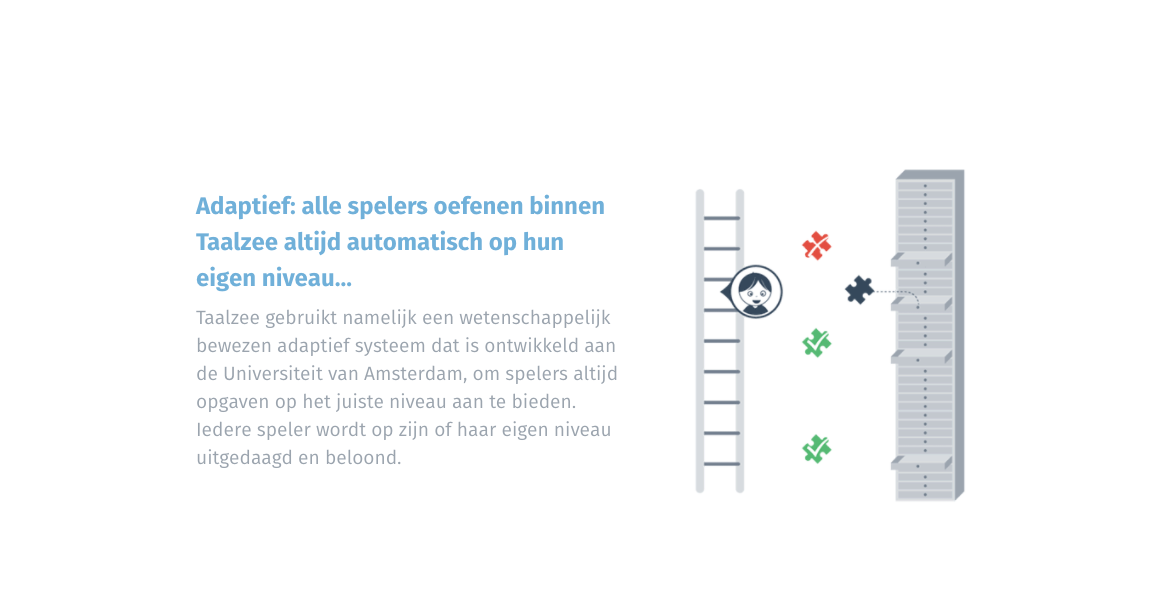 Adaptief: alle spelers oefenen binnen
Taalzee altijd automatisch op hun
eigen niveau...
Taalzee gebruikt namelijk een wetenschappelijk
bewezen adaptief systeem dat is ontwikkeld aan
de Universiteit van Amsterdam, om spelers altijd
opgaven op het juiste niveau aan te bieden.
Iedere speler wordt op zijn of haar eigen niveau
uitgedaagd en beloond.